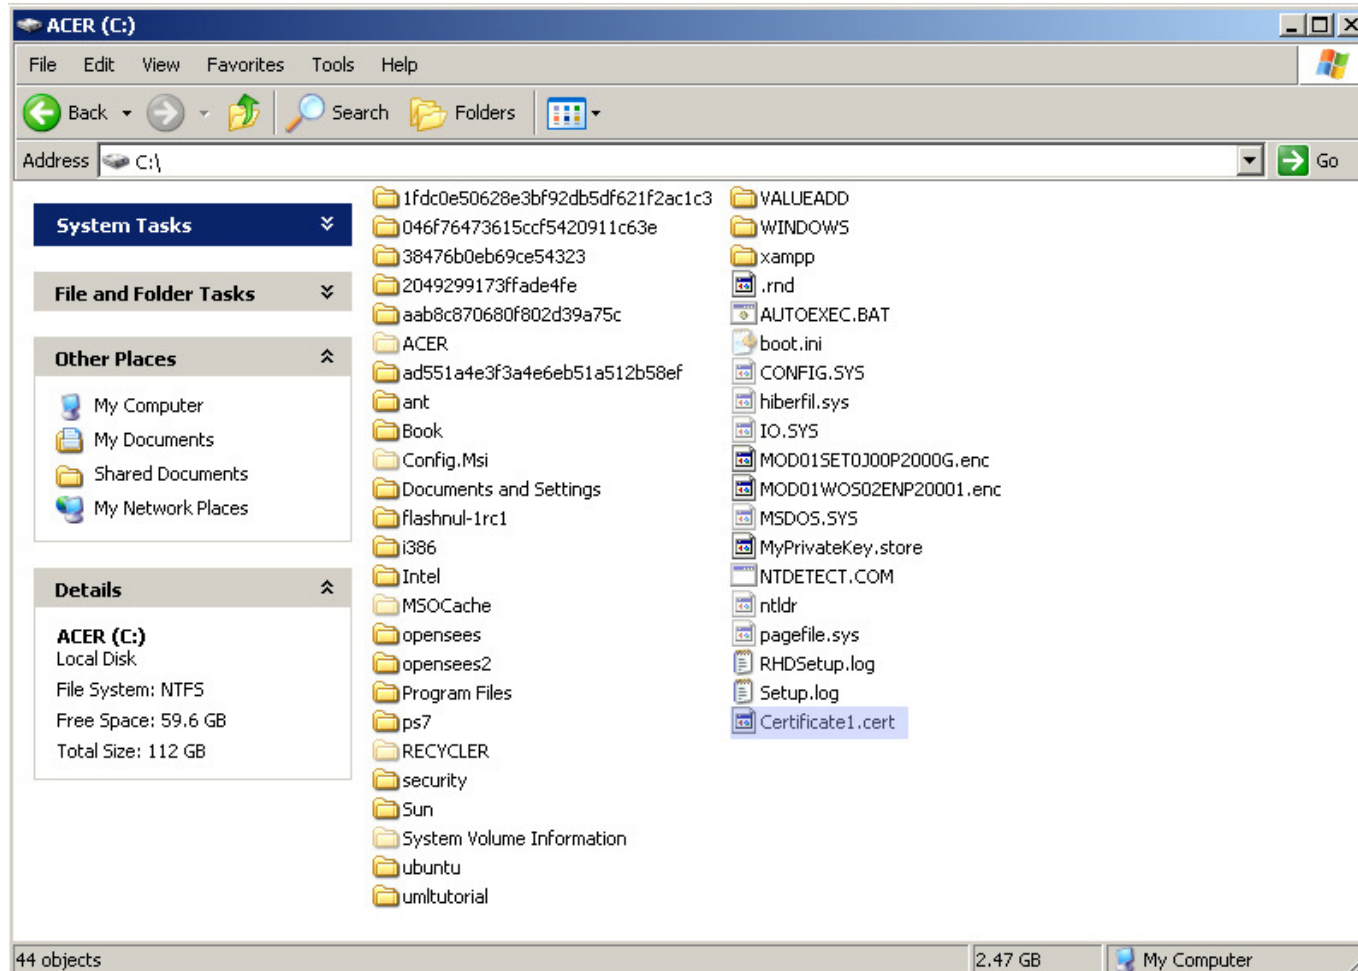 ACER (C:)
File Edit View Favorites Tools Help
Back Search Folders
Address C:\ Go
System Tasks
File and Folder Tasks
Other Places
My Computer
My Documents
Shared Documents
My Network Places
Details
ACER (C:)
Local Disk
File System: NTFS
Free Space: 59.6 GB
Total Size: 112 GB
1fdc0e50628e3bf92db5df621f2ac1c3
046f76473615ccf5420911c63e
38476b0eb69ce54323
2049299173ffade4fe
aab8c870680f802d39a75c
ACER
ad551a4e3f3a4e6eb51a512b58ef
ant
Book
Config.Msi
Documents and Settings
flashnul-1rc1
i386
Intel
MSOCache
opensees
opensees2
Program Files
ps7
RECYCLER
security
Sun
System Volume Information
ubuntu
umltutorial
VALUEADD
WINDOWS
xampp
.rnd
AUTOEXEC.BAT
boot.ini
CONFIG.SYS
hiberfil.sys
IO.SYS
MOD01SET0J00P2000G.enc
MOD01WOS02ENP20001.enc
MSDOS.SYS
MyPrivateKey.store
NTDETECT.COM
ntldr
pagefile.sys
RHDSetup.log
Setup.log
Certificate1.cert
44 objects 2.47 GB My Computer